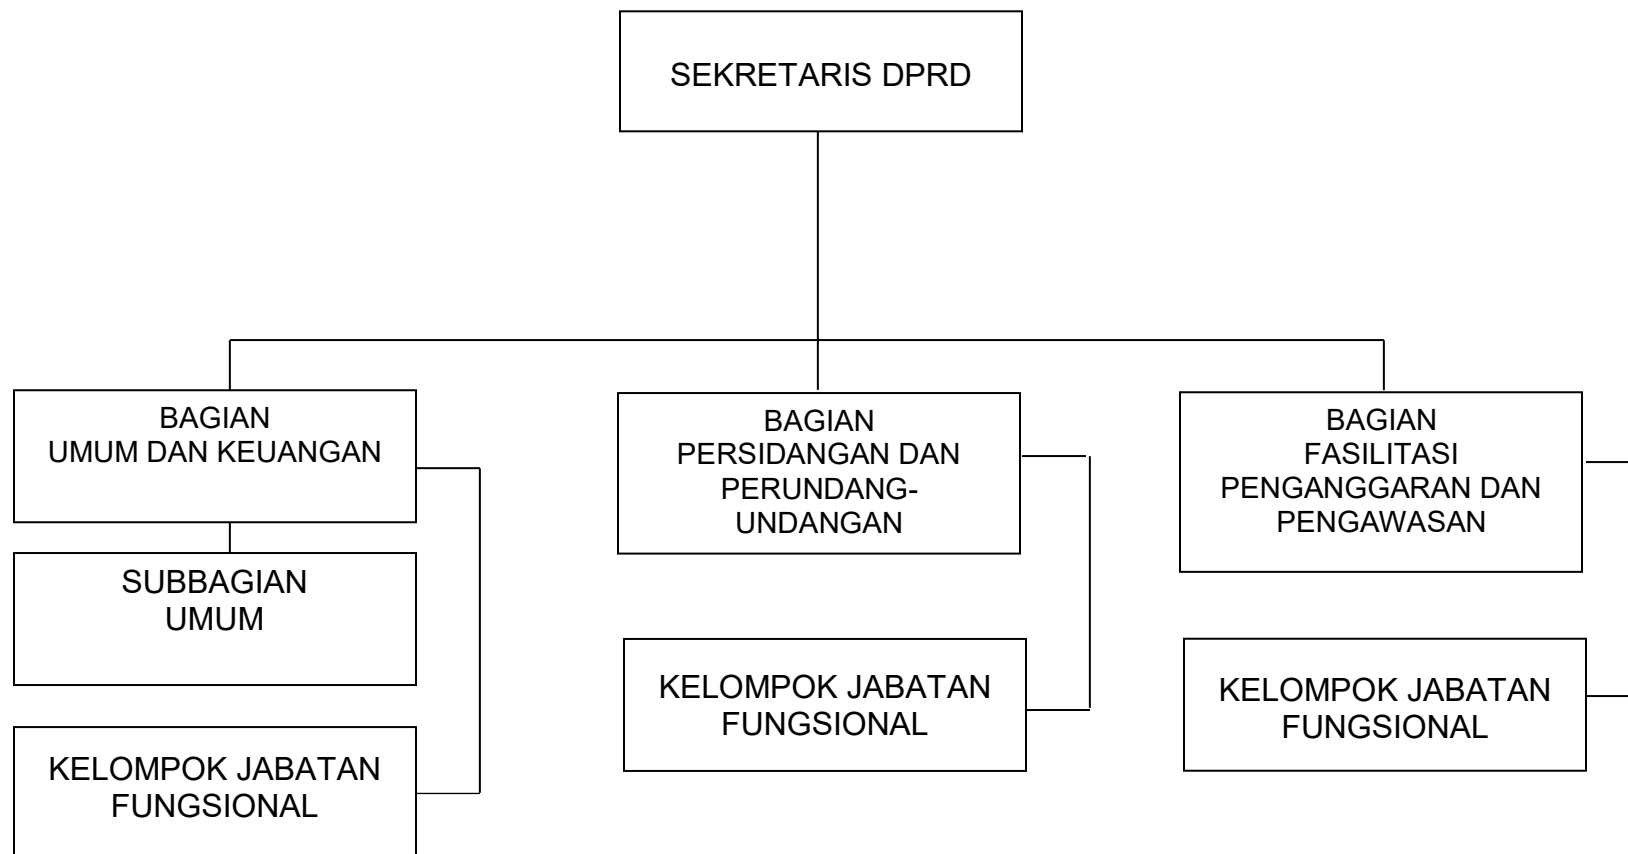 SEKRETARIS DPRD
BAGIAN
UMUM DAN KEUANGAN
SUBBAGIAN
UMUM
KELOMPOK JABATAN
FUNGSIONAL
BAGIAN
PERSIDANGAN DAN
PERUNDANG-
UNDANGAN
KELOMPOK JABATAN
FUNGSIONAL
BAGIAN
FASILITASI
PENGANGGARAN DAN
PENGAWASAN
KELOMPOK JABATAN
FUNGSIONAL